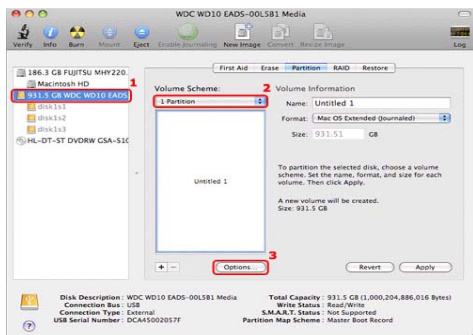 WDC WD10 EADS-00L5B1 Media
Verify Info Burn Mount Eject Enable Journaling New Image Convert Resize Image Log
186.3 GB FUJITSU MHY220
Macintosh HD
1
931.5 GB WDC WD10 EADS
disk1s1
disk1s2
disk1s3
HL-DT-ST DVDRW GSA-S10
First Aid Erase Partition RAID Restore
Volume Scheme:
2
1 Partition
Untitled 1
Volume Information
Name: Untitled 1
Format: Mac OS Extended (Journaled)
Size: 931.51 GB
To partition the selected disk, choose a volume
scheme. Set the name, format, and size for each
volume. Then click Apply.
A new volume will be created.
Size: 931.5 GB
3
+ − Options... Revert Apply
Disk Description : WDC WD10 EADS-00L5B1 Media
Connection Bus : USB
Connection Type : External
USB Serial Number : DCA45002057F
Total Capacity : 931.5 GB (1,000,204,886,016 Bytes)
Write Status : Read/Write
S.M.A.R.T. Status : Not Supported
Partition Map Scheme : Master Boot Record
?